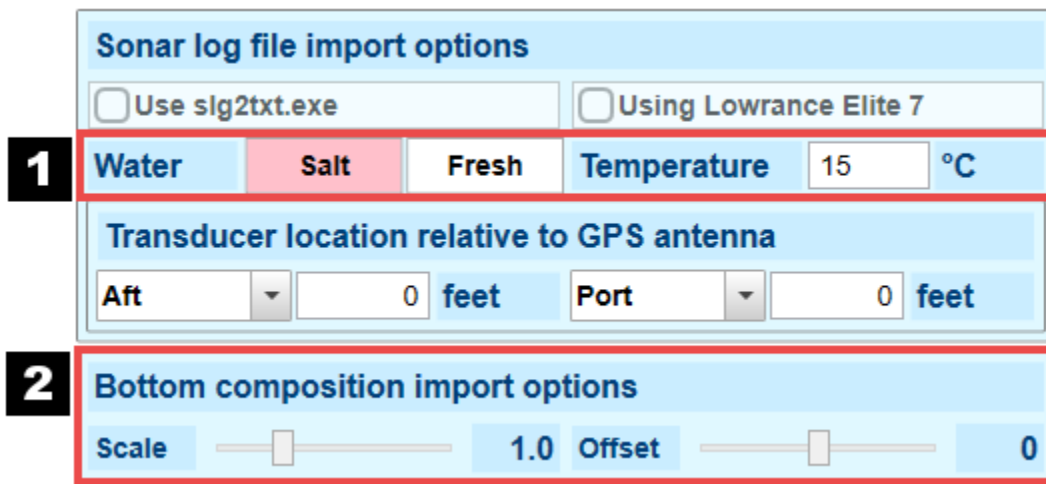 Sonar log file import options
Use slg2txt.exe Using Lowrance Elite 7
1 Water Salt Fresh Temperature 15 °C
Transducer location relative to GPS antenna
Aft 0 feet Port 0 feet
2 Bottom composition import options
Scale 1.0 Offset 0